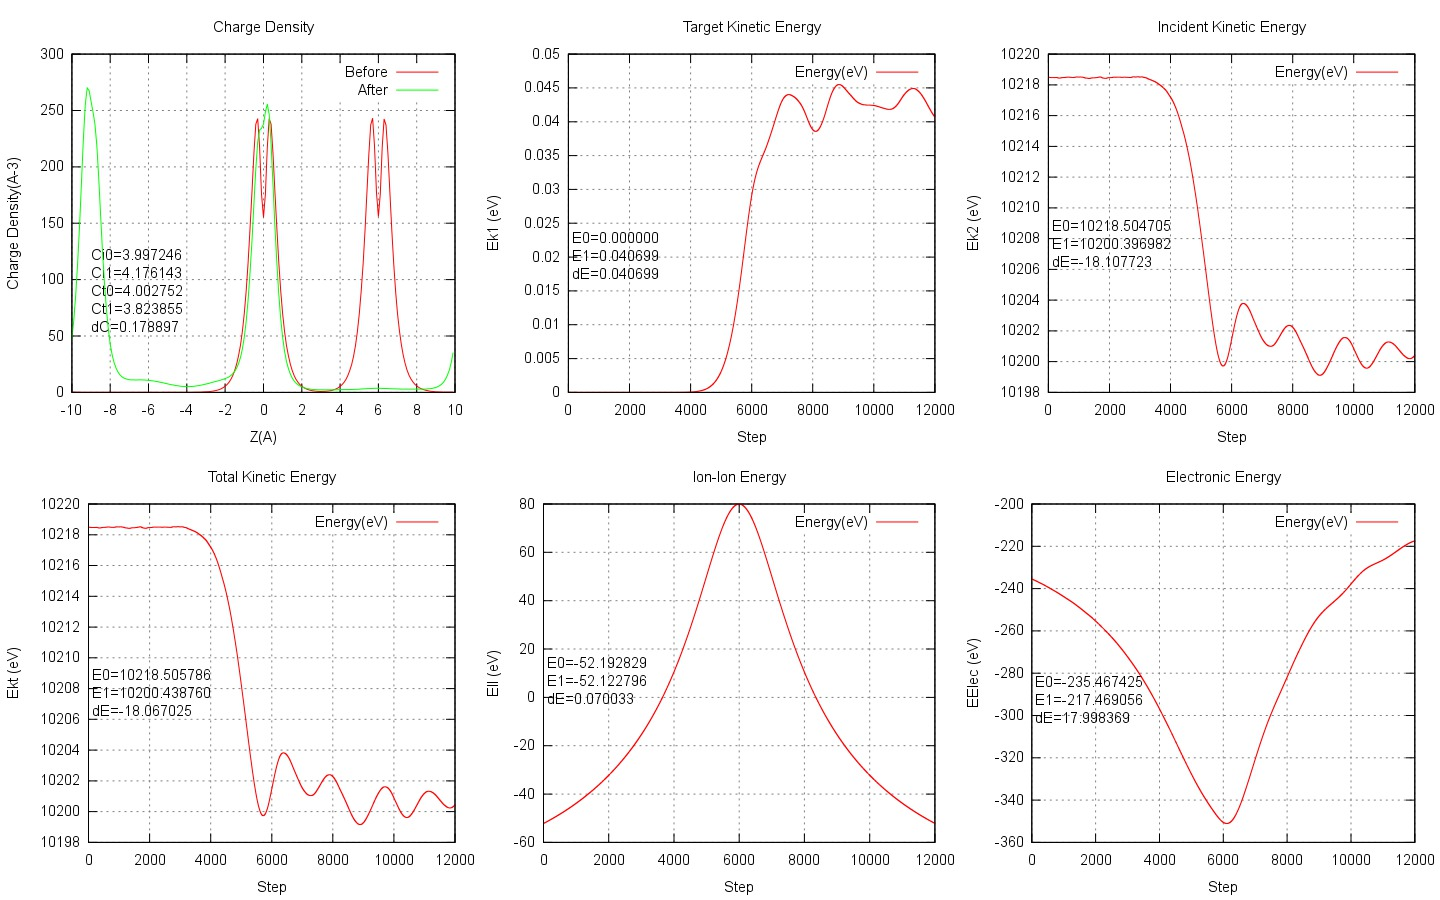 Charge Density
300
250
200
150
100
50
0
-10 -8 -6 -4 -2 0 2 4 6 8 10
Charge Density(A-3)
Z(A)
Before
After
Ci0=3.997246
Ci1=4.176143
Ct0=4.002752
Ct1=3.823855
dC=0.178897
Target Kinetic Energy
0.05
0.045
0.04
0.035
0.03
0.025
0.02
0.015
0.01
0.005
0
0 2000 4000 6000 8000 10000 12000
Ek1 (eV)
Step
Energy(eV)
E0=0.000000
E1=0.040699
dE=0.040699
Incident Kinetic Energy
10220
10218
10216
10214
10212
10210
10208
10206
10204
10202
10200
10198
0 2000 4000 6000 8000 10000 12000
Ek2 (eV)
Step
Energy(eV)
E0=10218.504705
E1=10200.396982
dE=-18.107723
Total Kinetic Energy
10220
10218
10216
10214
10212
10210
10208
10206
10204
10202
10200
10198
0 2000 4000 6000 8000 10000 12000
Ekt (eV)
Step
Energy(eV)
E0=10218.505786
E1=10200.438760
dE=-18.067025
Ion-Ion Energy
80
60
40
20
0
-20
-40
-60
0 2000 4000 6000 8000 10000 12000
EII (eV)
Step
Energy(eV)
E0=-52.192829
E1=-52.122796
dE=0.070033
Electronic Energy
-200
-220
-240
-260
-280
-300
-320
-340
-360
0 2000 4000 6000 8000 10000 12000
EElec (eV)
Step
Energy(eV)
E0=-235.467425
E1=-217.469056
dE=17.998369